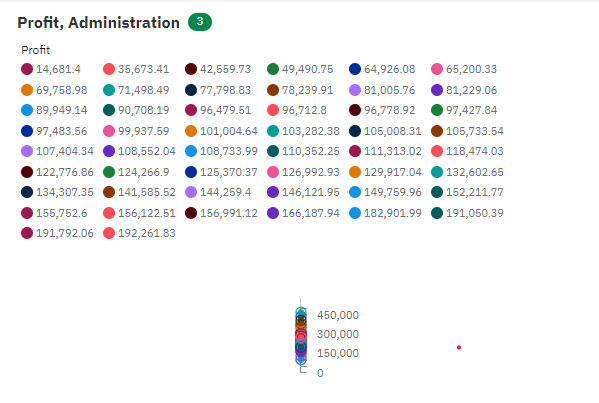 Profit, Administration 3
Profit
14,681.4 35,673.41 42,559.73 49,490.75 64,926.08 65,200.33
69,758.98 71,498.49 77,798.83 78,239.91 81,005.76 81,229.06
89,949.14 90,708.19 96,479.51 96,712.8 96,778.92 97,427.84
97,483.56 99,937.59 101,004.64 103,282.38 105,008.31 105,733.54
107,404.34 108,552.04 108,733.99 110,352.25 111,313.02 118,474.03
122,776.86 124,266.9 125,370.37 126,992.93 129,917.04 132,602.65
134,307.35 141,585.52 144,259.4 146,121.95 149,759.96 152,211.77
155,752.6 156,122.51 156,991.12 166,187.94 182,901.99 191,050.39
191,792.06 192,261.83
450,000
300,000
150,000
0